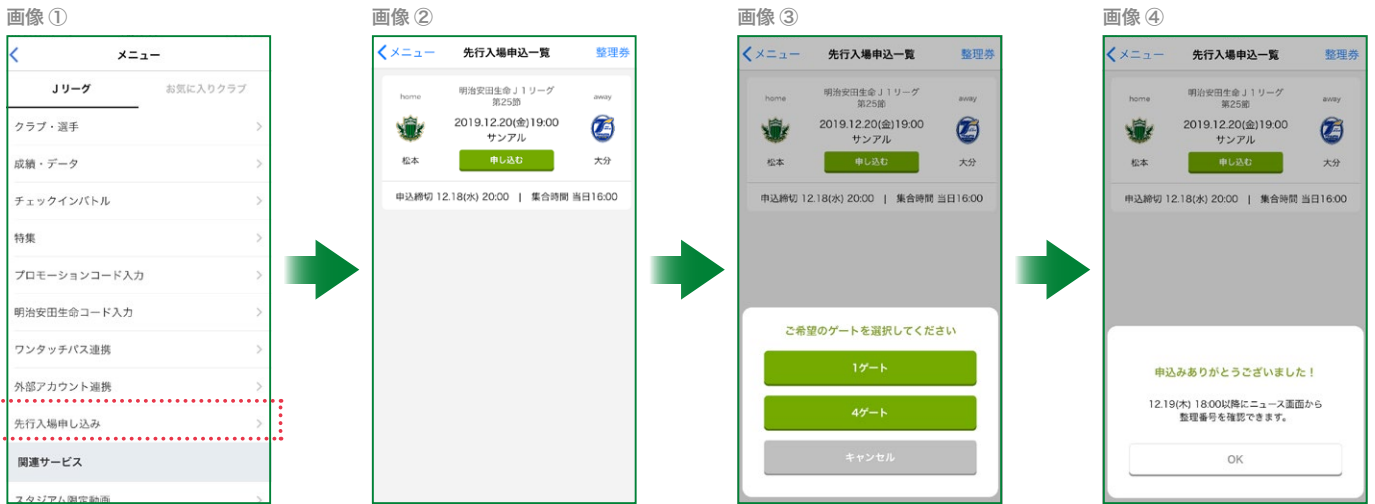 画像 ①
メニュー
Jリーグ
お気に入りクラブ
クラブ・選手
成績・データ
チェックインバトル
特集
プロモーションコード入力
明治安田生命コード入力
ワンタッチパス連携
外部アカウント連携
先行入場申し込み
関連サービス
スタジアム限定動画
画像 ②
メニュー
先行入場申込一覧
整理券
home
明治安田生命J1リーグ
第25節
away
2019.12.20(金)19:00
サンアル
松本
申し込む
大分
申込締切 12.18(水) 20:00 | 集合時間 当日16:00
画像 ③
メニュー
先行入場申込一覧
整理券
home
明治安田生命J1リーグ
第25節
away
2019.12.20(金)19:00
サンアル
松本
申し込む
大分
申込締切 12.18(水) 20:00 | 集合時間 当日16:00
ご希望のゲートを選択してください
1ゲート
4ゲート
キャンセル
画像 ④
メニュー
先行入場申込一覧
整理券
home
明治安田生命J1リーグ
第25節
away
2019.12.20(金)19:00
サンアル
松本
申し込む
大分
申込締切 12.18(水) 20:00 | 集合時間 当日16:00
申込みありがとうございました！
12.19(木) 18:00以降にニュース画面から
整理番号を確認できます。
OK